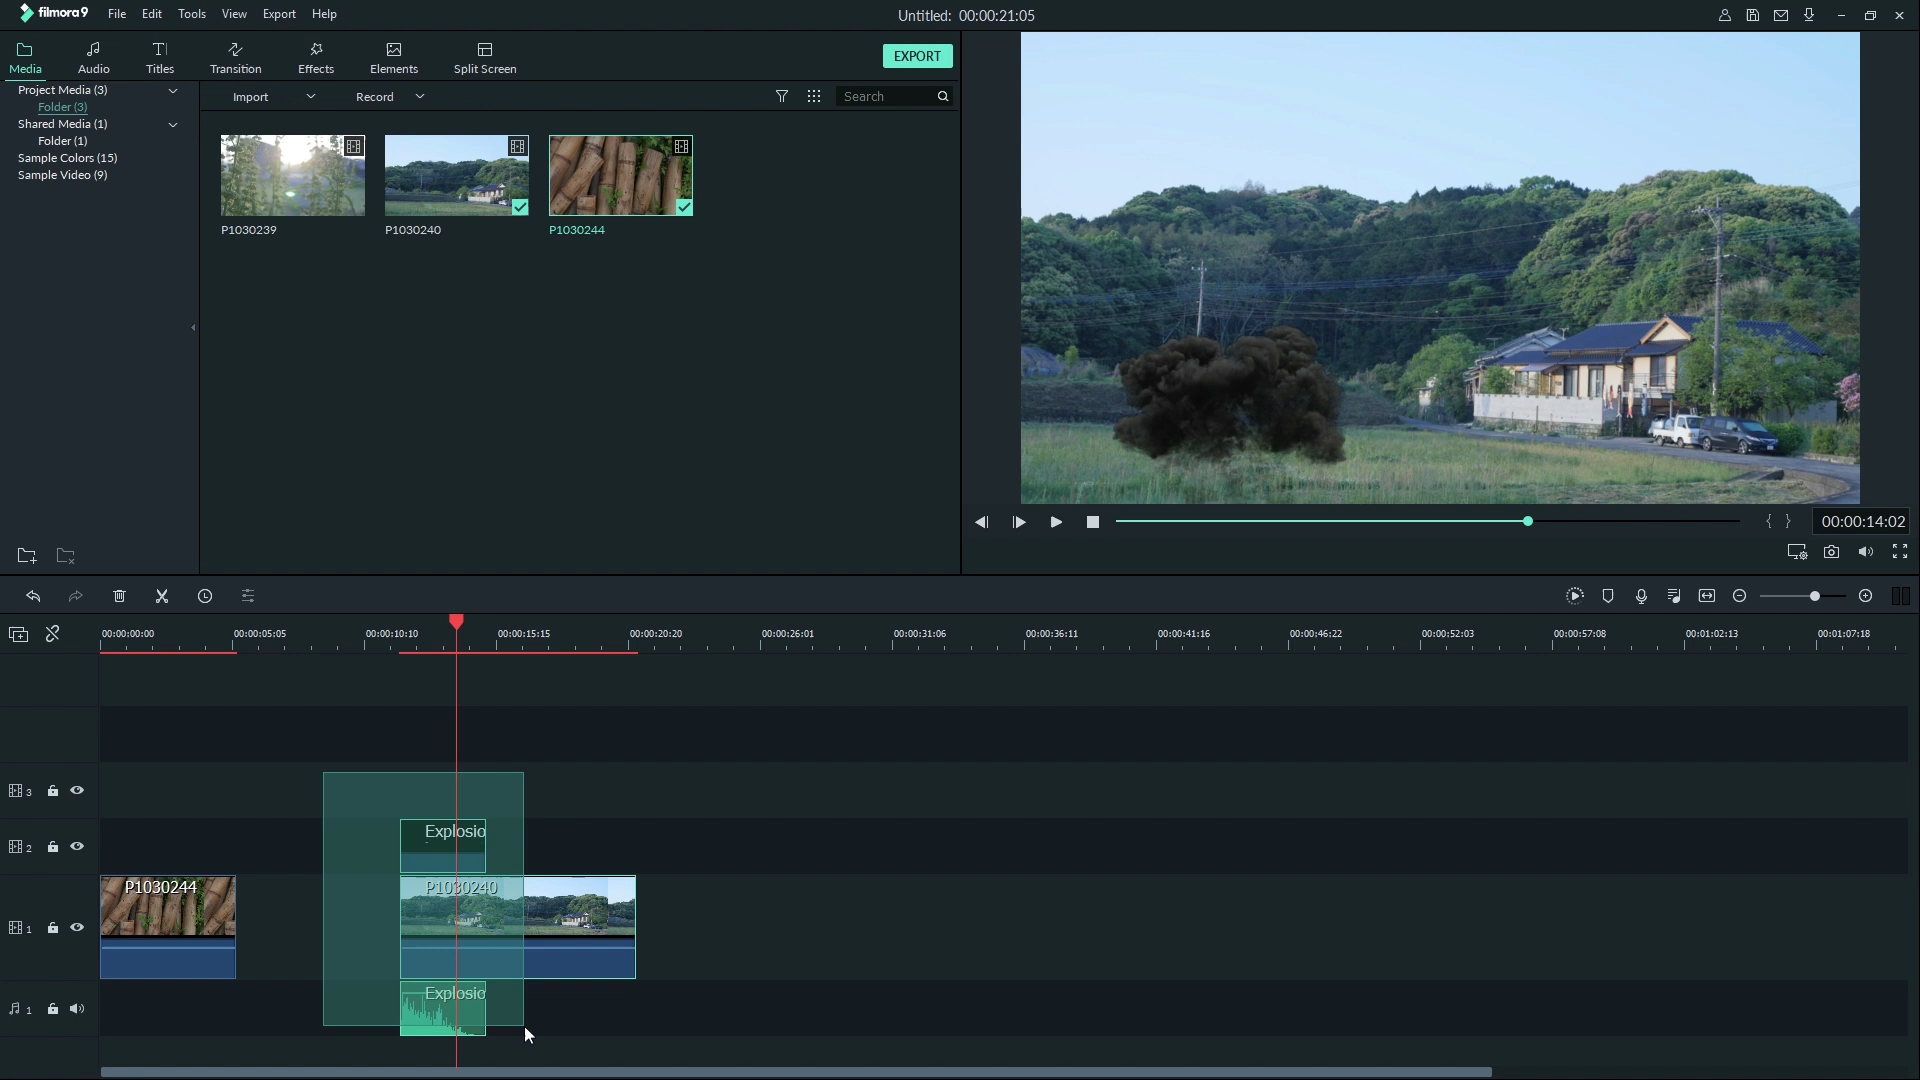 filmora9 File Edit Tools View Export Help Untitled: 00:00:21:05
Media Audio Titles Transition Effects Elements Split Screen EXPORT
Project Media (3)
Folder (3)
Shared Media (1)
Folder (1)
Sample Colors (15)
Sample Video (9)
Import Record Search
P1030239 P1030240 P1030244
00:00:14:02
00:00:00:00 00:00:05:05 00:00:10:10 00:00:15:15 00:00:20:20 00:00:26:01 00:00:31:06 00:00:36:11 00:00:41:16 00:00:46:22 00:00:52:03 00:00:57:08 00:01:02:13 00:01:07:18
3
2 Explosio
1 P1030244 P1030240
1 Explosio